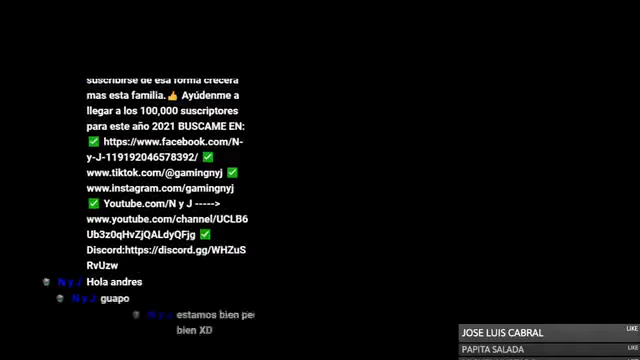 suscribirse de esa forma crecera
mas esta familia.👍 Ayúdenme a
llegar a los 100,000 suscriptores
para este año 2021 BUSCAME EN:
✅ https://www.facebook.com/N-
y-J-119192046578392/ ✅
www.tiktok.com/@gamingnyj ✅
www.instagram.com/gamingnyj
✅ Youtube.com/N y J ----->
www.youtube.com/channel/UCLB6
Ub3z0qHvZjQALdyQFjg ✅
Discord:https://discord.gg/WHZuS
RvUzw
N y J Hola andres
N y J guapo
N y J estamos bien pe
bien XD
JOSE LUIS CABRAL LIKE
PAPITA SALADA LIKE